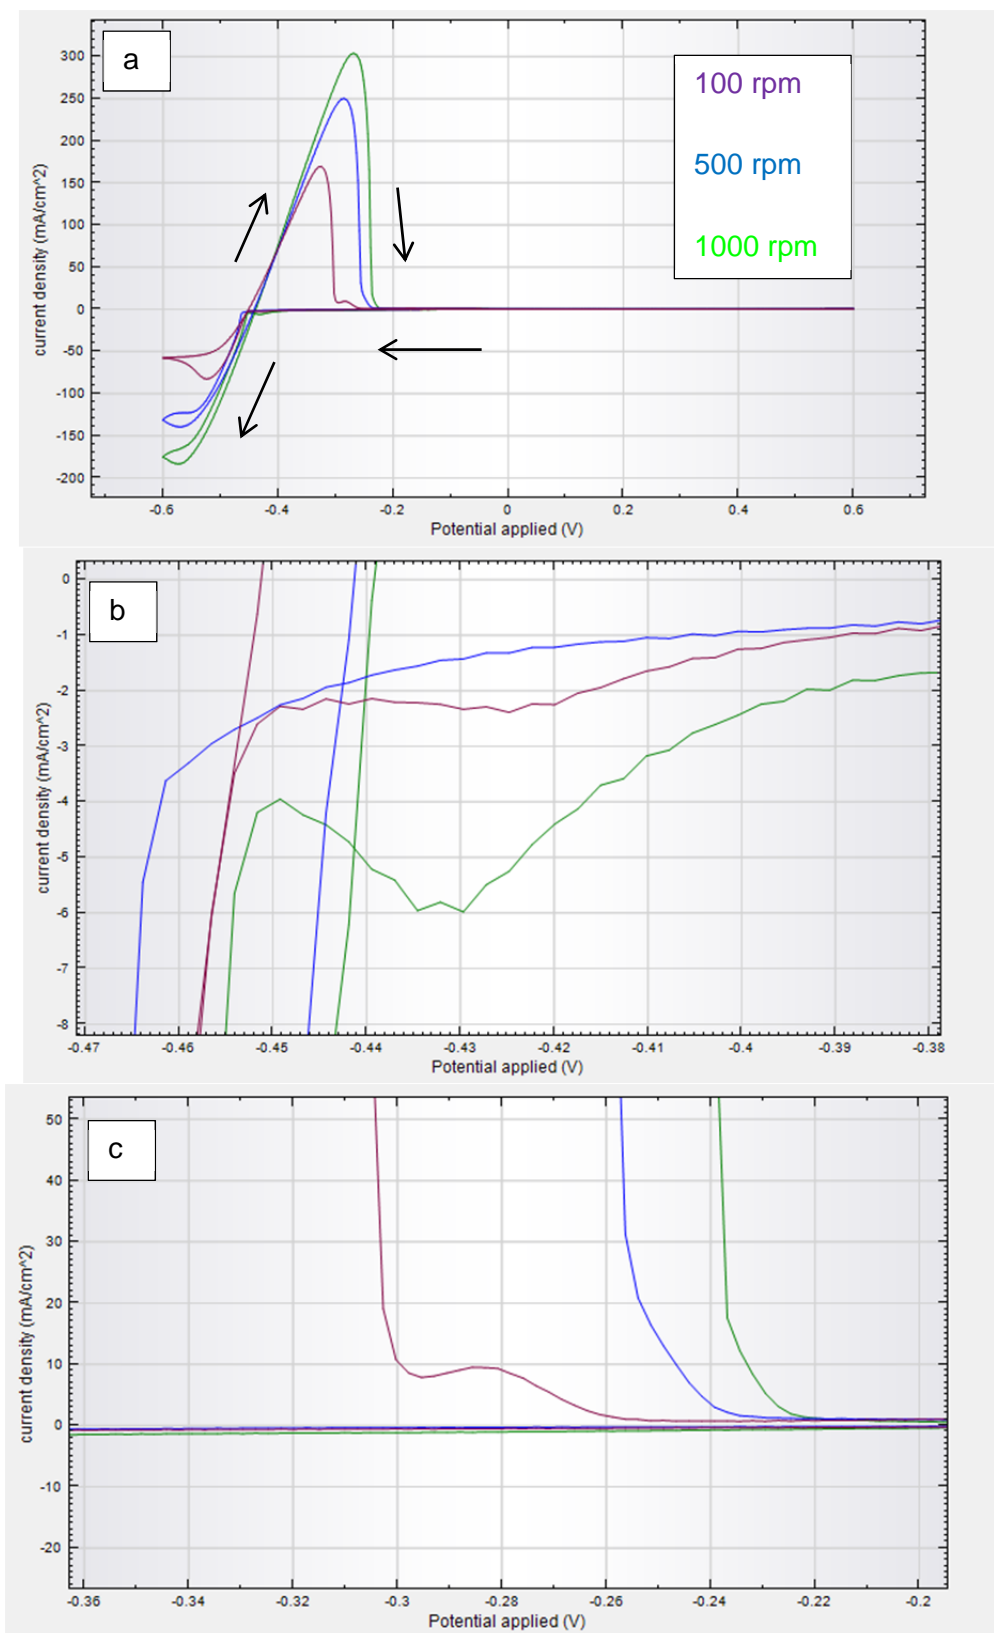 a
100 rpm
500 rpm
1000 rpm
300
250
200
150
100
50
0
-50
-100
-150
-200
current density (mA/cm^2)
-0.6 -0.4 -0.2 0 0.2 0.4 0.6
Potential applied (V)
b
0
-1
-2
-3
-4
-5
-6
-7
-8
current density (mA/cm^2)
-0.47 -0.46 -0.45 -0.44 -0.43 -0.42 -0.41 -0.4 -0.39 -0.38
Potential applied (V)
c
50
40
30
20
10
0
-10
-20
current density (mA/cm^2)
-0.36 -0.34 -0.32 -0.3 -0.28 -0.26 -0.24 -0.22 -0.2
Potential applied (V)